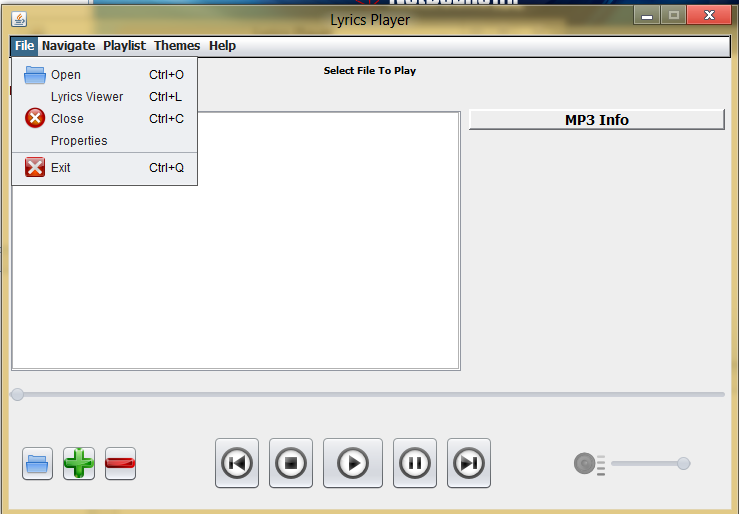 Lyrics Player
File Navigate Playlist Themes Help
Select File To Play
Open Ctrl+O
Lyrics Viewer Ctrl+L
Close Ctrl+C
Properties
Exit Ctrl+Q
MP3 Info